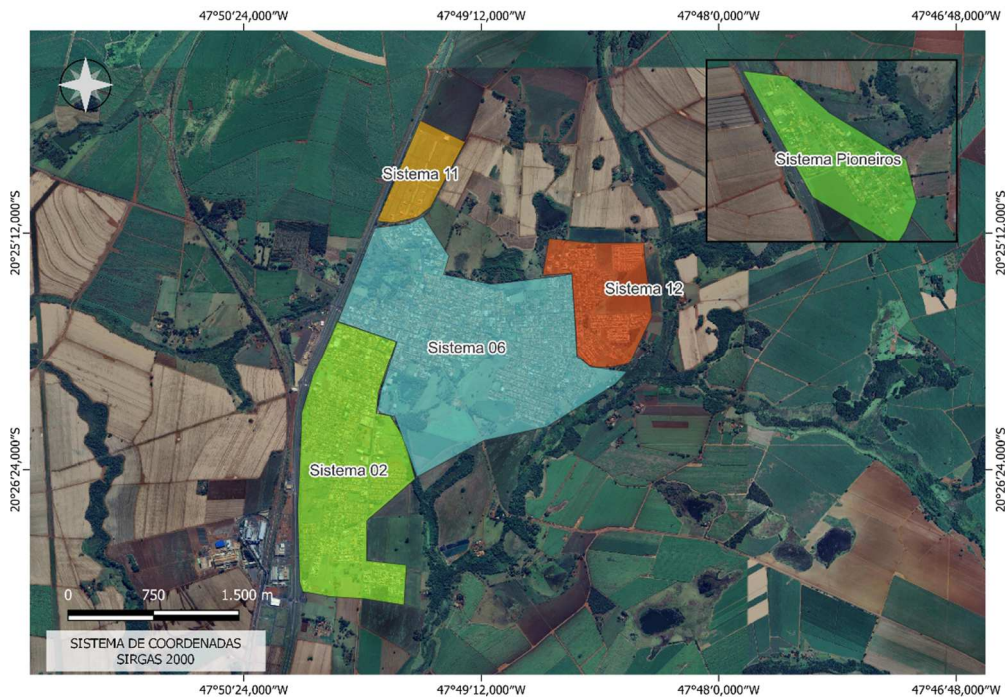 47°50'24,000"W 47°49'12,000"W 47°48'0,000"W 47°46'48,000"W
Sistema Pioneiros
Sistema 11
20°25'12,000"S 20°25'12,000"S
Sistema 12
Sistema 06
Sistema 02
20°26'24,000"S 20°26'24,000"S
0 750 1.500 m
SISTEMA DE COORDENADAS
SIRGAS 2000
47°50'24,000"W 47°49'12,000"W 47°48'0,000"W 47°46'48,000"W